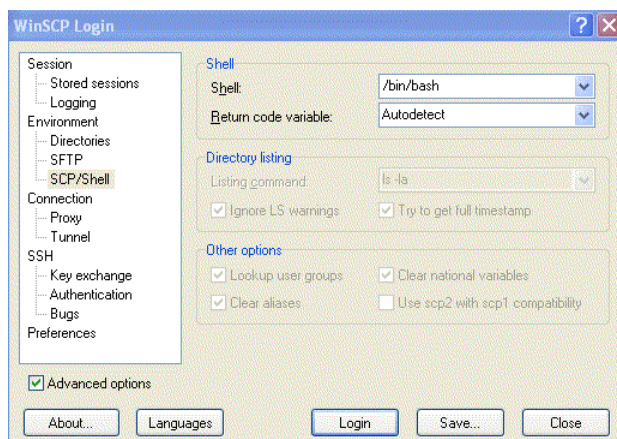 WinSCP Login
Session
Stored sessions
Logging
Environment
Directories
SFTP
SCP/Shell
Connection
Proxy
Tunnel
SSH
Key exchange
Authentication
Bugs
Preferences
Advanced options
Shell
Shell: /bin/bash
Return code variable: Autodetect
Directory listing
Listing command: ls -la
Ignore LS warnings Try to get full timestamp
Other options
Lookup user groups Clear national variables
Clear aliases Use scp2 with scp1 compatibility
About... Languages Login Save... Close